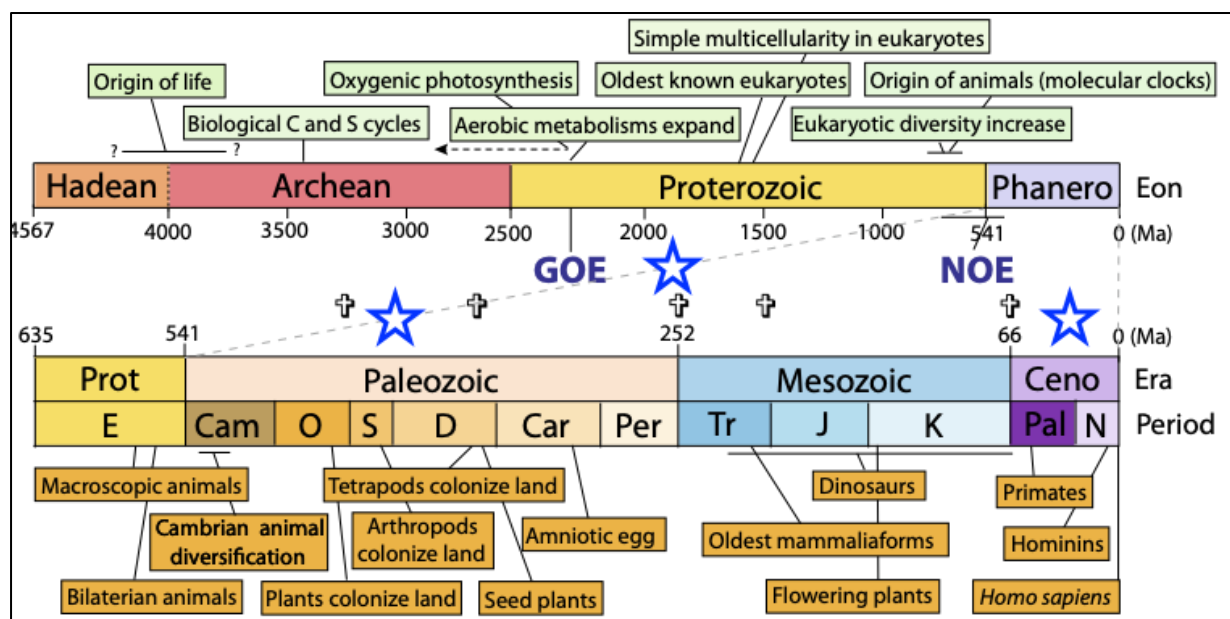 Simple multicellularity in eukaryotes
Origin of life
Oxygenic photosynthesis
Oldest known eukaryotes
Origin of animals (molecular clocks)
Biological C and S cycles
Aerobic metabolisms expand
Eukaryotic diversity increase
? ?
Hadean Archean Proterozoic Phanero Eon
4567 4000 3500 3000 2500 2000 1500 1000 541 0 (Ma)
GOE NOE
635 541 252 66 0 (Ma)
Prot Paleozoic Mesozoic Ceno Era
E Cam O S D Car Per Tr J K Pal N Period
Macroscopic animals
Tetrapods colonize land
Dinosaurs
Primates
Cambrian animal
diversification
Arthropods
colonize land
Amniotic egg
Oldest mammaliaforms
Hominins
Bilaterian animals
Plants colonize land
Seed plants
Flowering plants
Homo sapiens